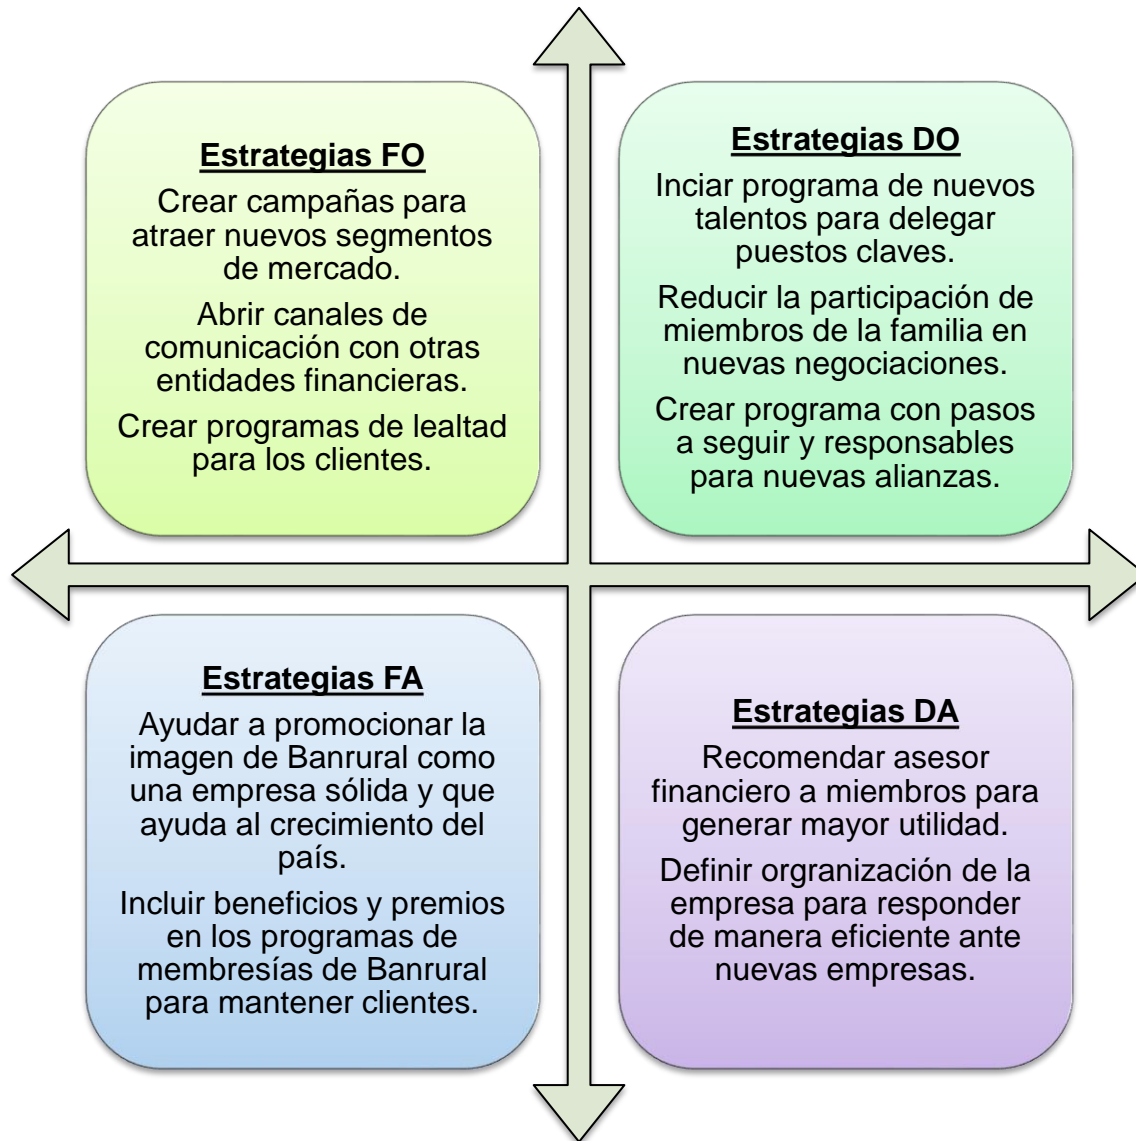 Estrategias FO
Crear campañas para
atraer nuevos segmentos
de mercado.
Abrir canales de
comunicación con otras
entidades financieras.
Crear programas de lealtad
para los clientes.
Estrategias DO
Inciar programa de nuevos
talentos para delegar
puestos claves.
Reducir la participación de
miembros de la familia en
nuevas negociaciones.
Crear programa con pasos
a seguir y responsables
para nuevas alianzas.
Estrategias FA
Ayudar a promocionar la
imagen de Banrural como
una empresa sólida y que
ayuda al crecimiento del
país.
Incluir beneficios y premios
en los programas de
membresías de Banrural
para mantener clientes.
Estrategias DA
Recomendar asesor
financiero a miembros para
generar mayor utilidad.
Definir orgranización de la
empresa para responder
de manera eficiente ante
nuevas empresas.